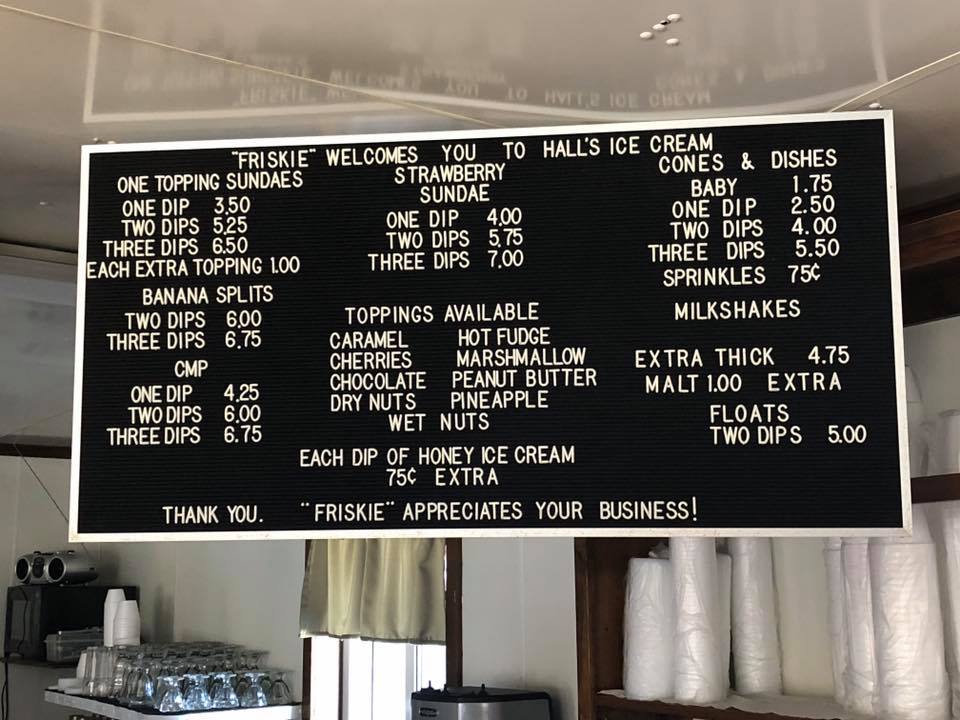 "FRISKIE" WELCOMES YOU TO HALL'S ICE CREAM
ONE TOPPING SUNDAES
ONE DIP 3.50
TWO DIPS 5.25
THREE DIPS 6.50
EACH EXTRA TOPPING 1.00
BANANA SPLITS
TWO DIPS 6.00
THREE DIPS 6.75
CMP
ONE DIP 4.25
TWO DIPS 6.00
THREE DIPS 6.75
STRAWBERRY
SUNDAE
ONE DIP 4.00
TWO DIPS 5.75
THREE DIPS 7.00
TOPPINGS AVAILABLE
CARAMEL HOT FUDGE
CHERRIES MARSHMALLOW
CHOCOLATE PEANUT BUTTER
DRY NUTS PINEAPPLE
WET NUTS
CONES & DISHES
BABY 1.75
ONE DIP 2.50
TWO DIPS 4.00
THREE DIPS 5.50
SPRINKLES 75¢
MILKSHAKES
EXTRA THICK 4.75
MALT 1.00 EXTRA
FLOATS
TWO DIPS 5.00
EACH DIP OF HONEY ICE CREAM
75¢ EXTRA
THANK YOU. "FRISKIE" APPRECIATES YOUR BUSINESS!